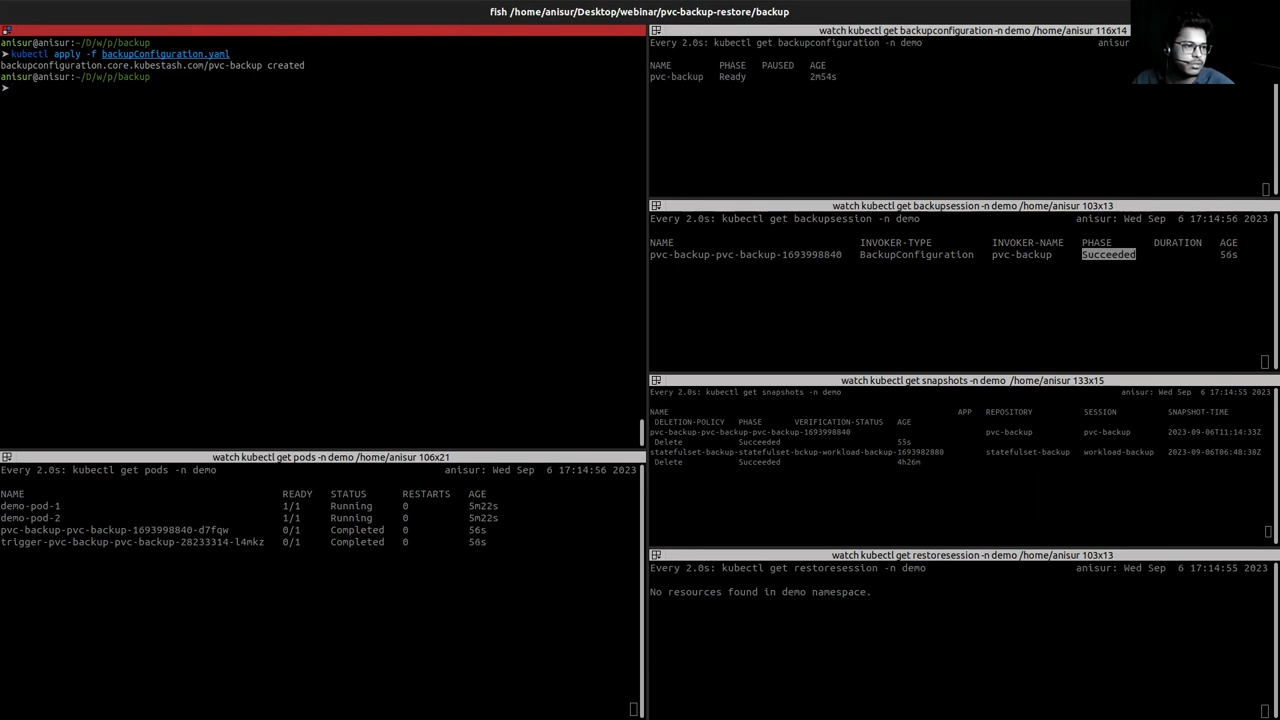 fish /home/anisur/Desktop/webinar/pvc-backup-restore/backup
anisur@anisur:~/D/w/p/backup
➤ kubectl apply -f backupConfiguration.yaml
backupconfiguration.core.kubestash.com/pvc-backup created
anisur@anisur:~/D/w/p/backup
➤
watch kubectl get backupconfiguration -n demo 116x14
Every 2.0s: kubectl get backupconfiguration -n demo anisur
NAME PHASE PAUSED AGE
pvc-backup Ready 2m54s
watch kubectl get backupsession -n demo /home/anisur 103x13
Every 2.0s: kubectl get backupsession -n demo anisur: Wed Sep 6 17:14:56 2023
NAME INVOKER-TYPE INVOKER-NAME PHASE DURATION AGE
pvc-backup-pvc-backup-1693998840 BackupConfiguration pvc-backup Succeeded 56s
watch kubectl get snapshots -n demo /home/anisur 133x15
Every 2.0s: kubectl get snapshots -n demo anisur: Wed Sep 6 17:14:56 2023
NAME APP REPOSITORY SESSION SNAPSHOT-TIME
DELETION-POLICY PHASE VERIFICATION-STATUS AGE
pvc-backup-pvc-backup-pvc-backup-1693998840 pvc-backup pvc-backup 2023-09-06T11:14:33Z
Delete Succeeded 55s
statefulset-backup-statefulset-bckup-workload-backup-1693982880 statefulset-backup workload-backup 2023-09-06T06:48:38Z
Delete Succeeded 4h26m
watch kubectl get pods -n demo /home/anisur 106x21
Every 2.0s: kubectl get pods -n demo anisur: Wed Sep 6 17:14:56 2023
NAME READY STATUS RESTARTS AGE
demo-pod-1 1/1 Running 0 5m22s
demo-pod-2 1/1 Running 0 5m22s
pvc-backup-pvc-backup-1693998840-d7fqw 0/1 Completed 0 56s
trigger-pvc-backup-pvc-backup-28233314-l4mkz 0/1 Completed 0 56s
watch kubectl get restoresession -n demo /home/anisur 103x13
Every 2.0s: kubectl get restoresession -n demo anisur: Wed Sep 6 17:14:55 2023
No resources found in demo namespace.